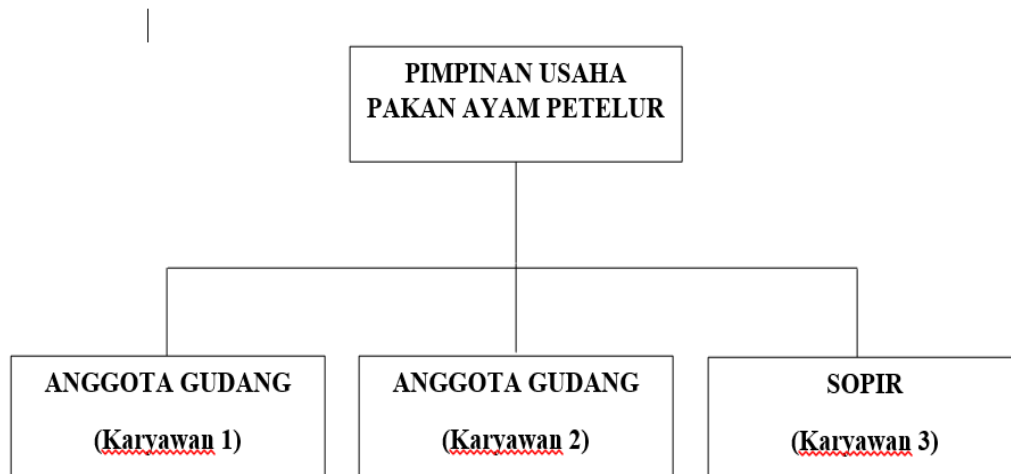 PIMPINAN USAHA
PAKAN AYAM PETELUR
ANGGOTA GUDANG
(Karyawan 1)
ANGGOTA GUDANG
(Karyawan 2)
SOPIR
(Karyawan 3)